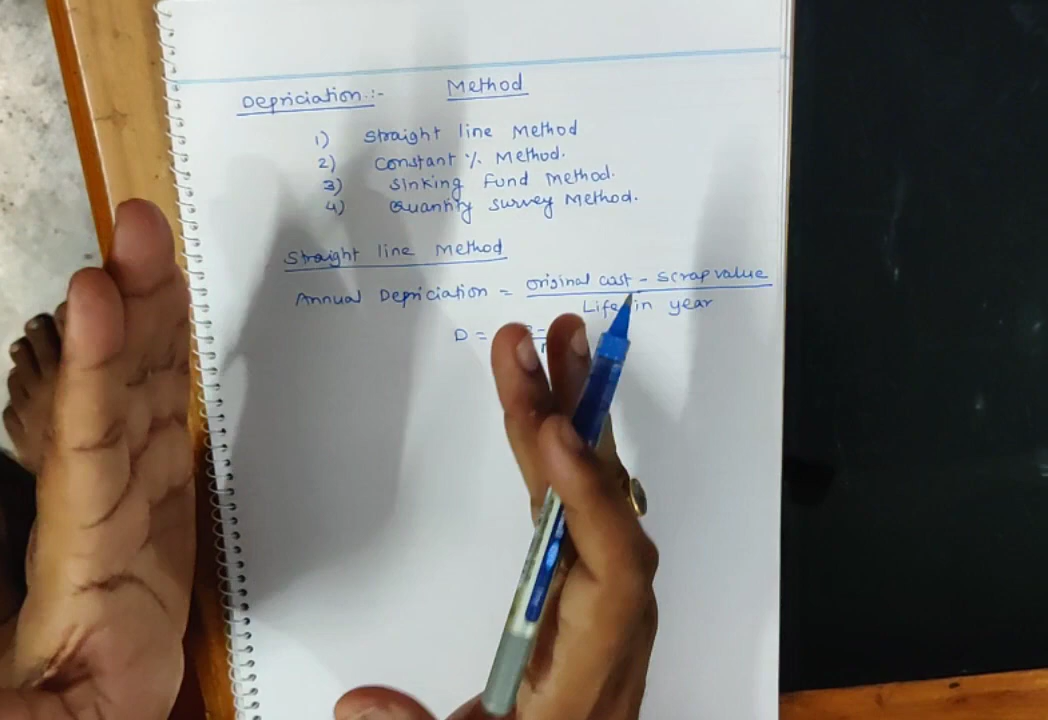 Depriciation:- Method
1) Straight line Method
2) Constant % Method.
3) Sinking Fund Method.
4) Quantity survey Method.
Straight line Method
Annual Depriciation = Original cost - Scrap value
Life in year
D =